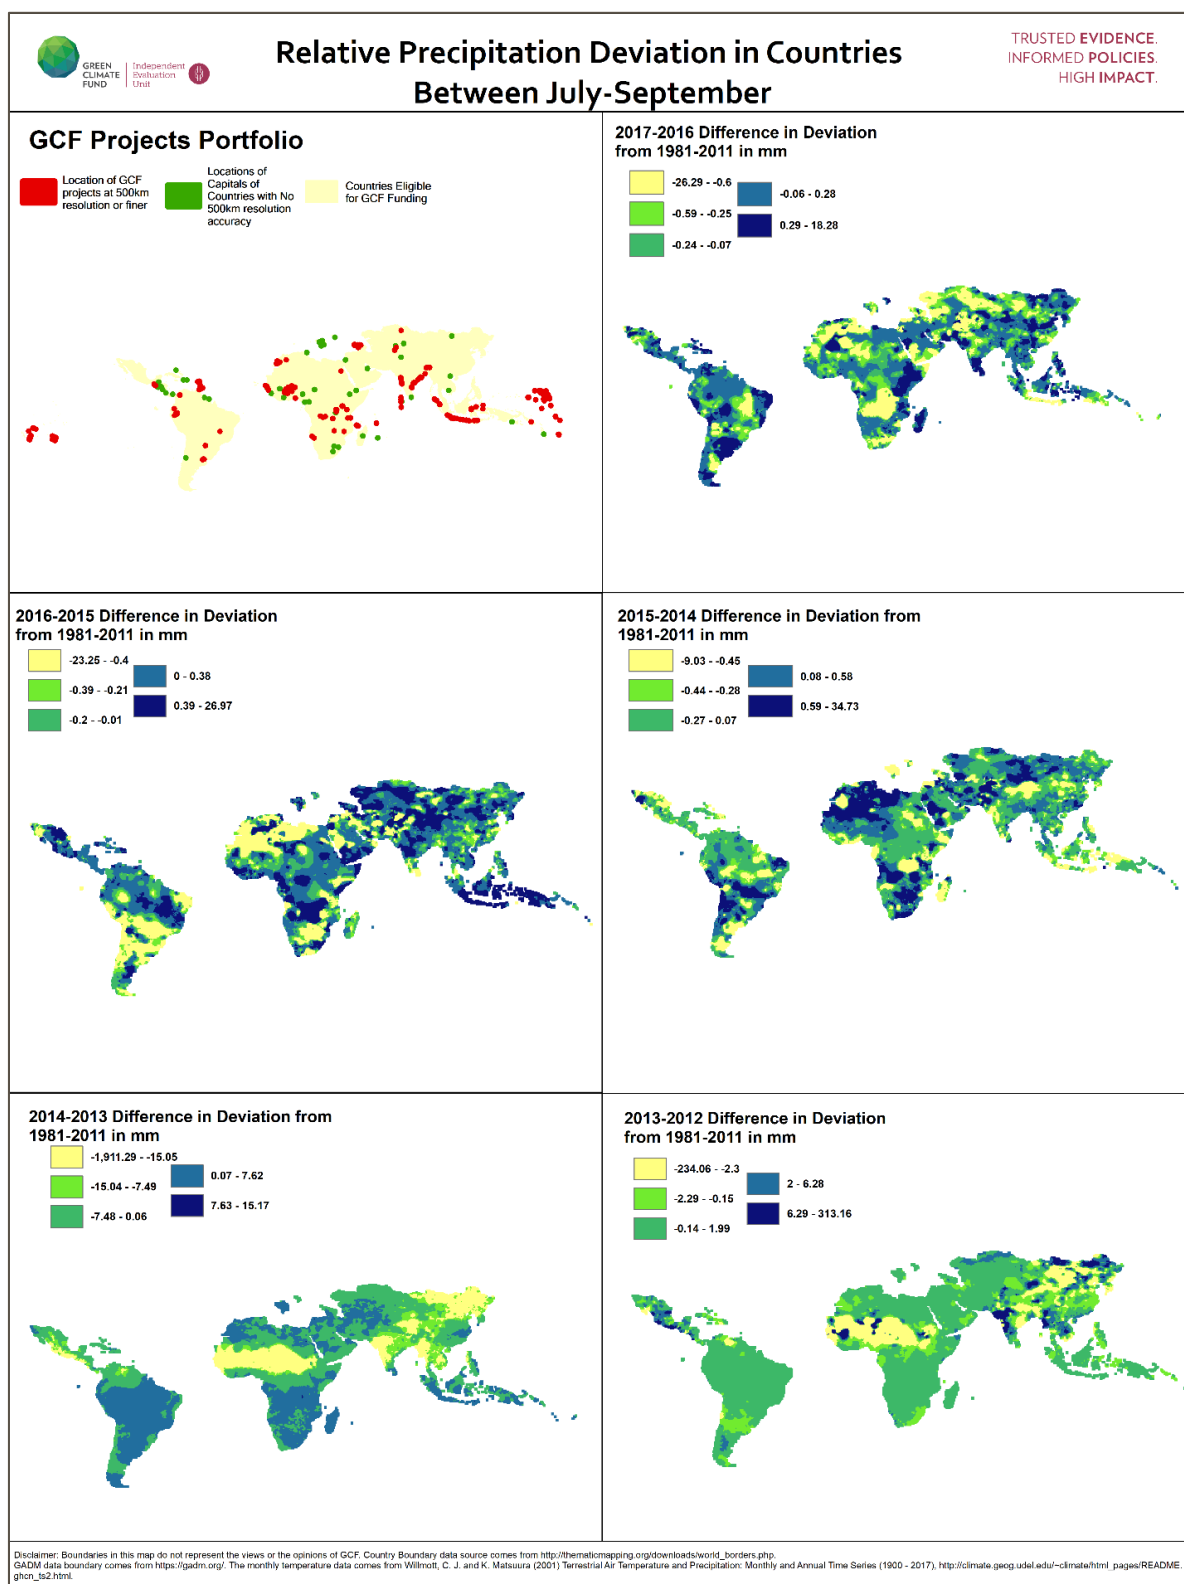 GREEN
CLIMATE
FUND
Independent
Evaluation
Unit
Relative Precipitation Deviation in Countries
Between July-September
TRUSTED EVIDENCE.
INFORMED POLICIES.
HIGH IMPACT.
GCF Projects Portfolio
Location of GCF
projects at 500km
resolution or finer
Locations of
Capitals of
Countries with No
500km resolution
accuracy
Countries Eligible
for GCF Funding
2017-2016 Difference in Deviation
from 1981-2011 in mm
-26.29 - -0.6
-0.59 - -0.25
-0.24 - -0.07
-0.06 - 0.28
0.29 - 18.28
2016-2015 Difference in Deviation
from 1981-2011 in mm
-23.25 - -0.4
-0.39 - -0.21
-0.2 - -0.01
0 - 0.38
0.39 - 26.97
2015-2014 Difference in Deviation from
1981-2011 in mm
-9.03 - -0.45
-0.44 - -0.28
-0.27 - 0.07
0.08 - 0.58
0.59 - 34.73
2014-2013 Difference in Deviation from
1981-2011 in mm
-1,911.29 - -15.05
-15.04 - -7.49
-7.48 - 0.06
0.07 - 7.62
7.63 - 15.17
2013-2012 Difference in Deviation
from 1981-2011 in mm
-234.06 - -2.3
-2.29 - -0.15
-0.14 - 1.99
2 - 6.28
6.29 - 313.16
Disclaimer: Boundaries in this map do not represent the views or the opinions of GCF. Country Boundary data source comes from http://thematicmapping.org/downloads/world_borders.php.
GADM data boundary comes from https://gadm.org/. The monthly temperature data comes from Willmott, C. J. and K. Matsuura (2001) Terrestrial Air Temperature and Precipitation: Monthly and Annual Time Series (1900 - 2017), http://climate.geog.udel.edu/~climate/html_pages/README.
ghcn_ts2.html.